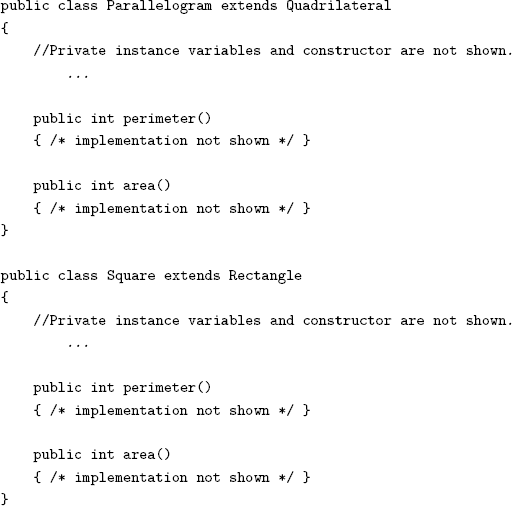 public class Parallelogram extends Quadrilateral
{
    //Private instance variables and constructor are not shown.
        ...

    public int perimeter()
    { /* implementation not shown */ }

    public int area()
    { /* implementation not shown */ }
}

public class Square extends Rectangle
{
    //Private instance variables and constructor are not shown.
        ...

    public int perimeter()
    { /* implementation not shown */ }

    public int area()
    { /* implementation not shown */ }
}